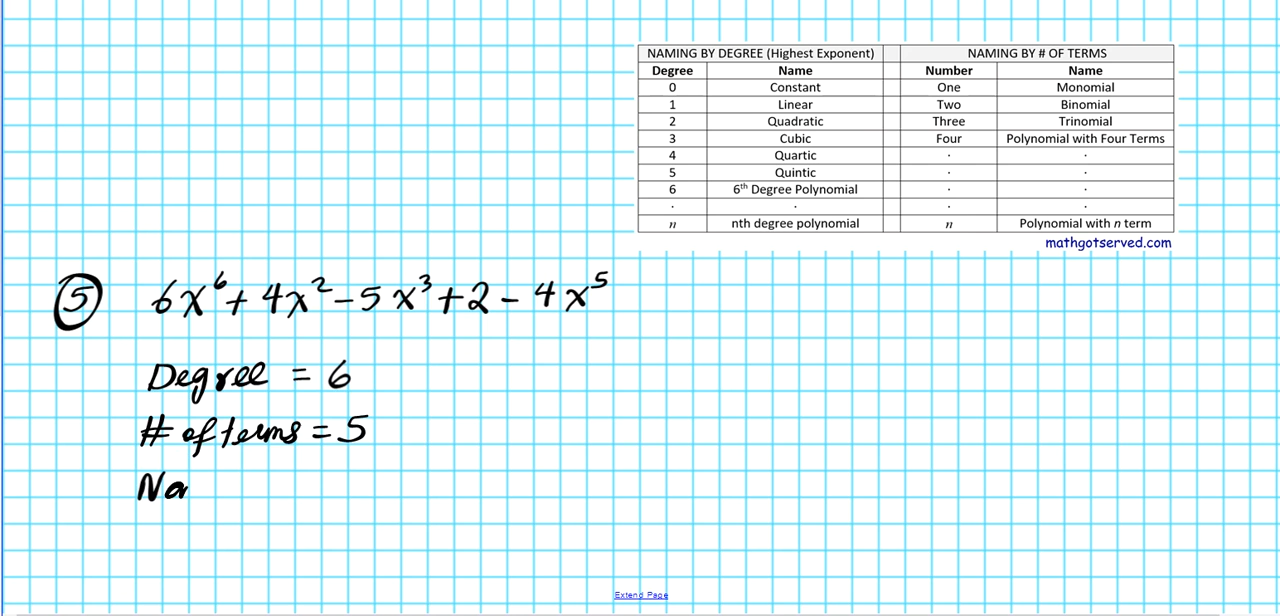 NAMING BY DEGREE (Highest Exponent) NAMING BY # OF TERMS
Degree Name Number Name
0 Constant One Monomial
1 Linear Two Binomial
2 Quadratic Three Trinomial
3 Cubic Four Polynomial with Four Terms
4 Quartic · ·
5 Quintic · ·
6 6th Degree Polynomial · ·
· · · ·
n nth degree polynomial n Polynomial with n term
mathgotserved.com
5 6x⁶ + 4x² - 5x³ + 2 - 4x⁵
Degree = 6
# of terms = 5
Na
Extend Page